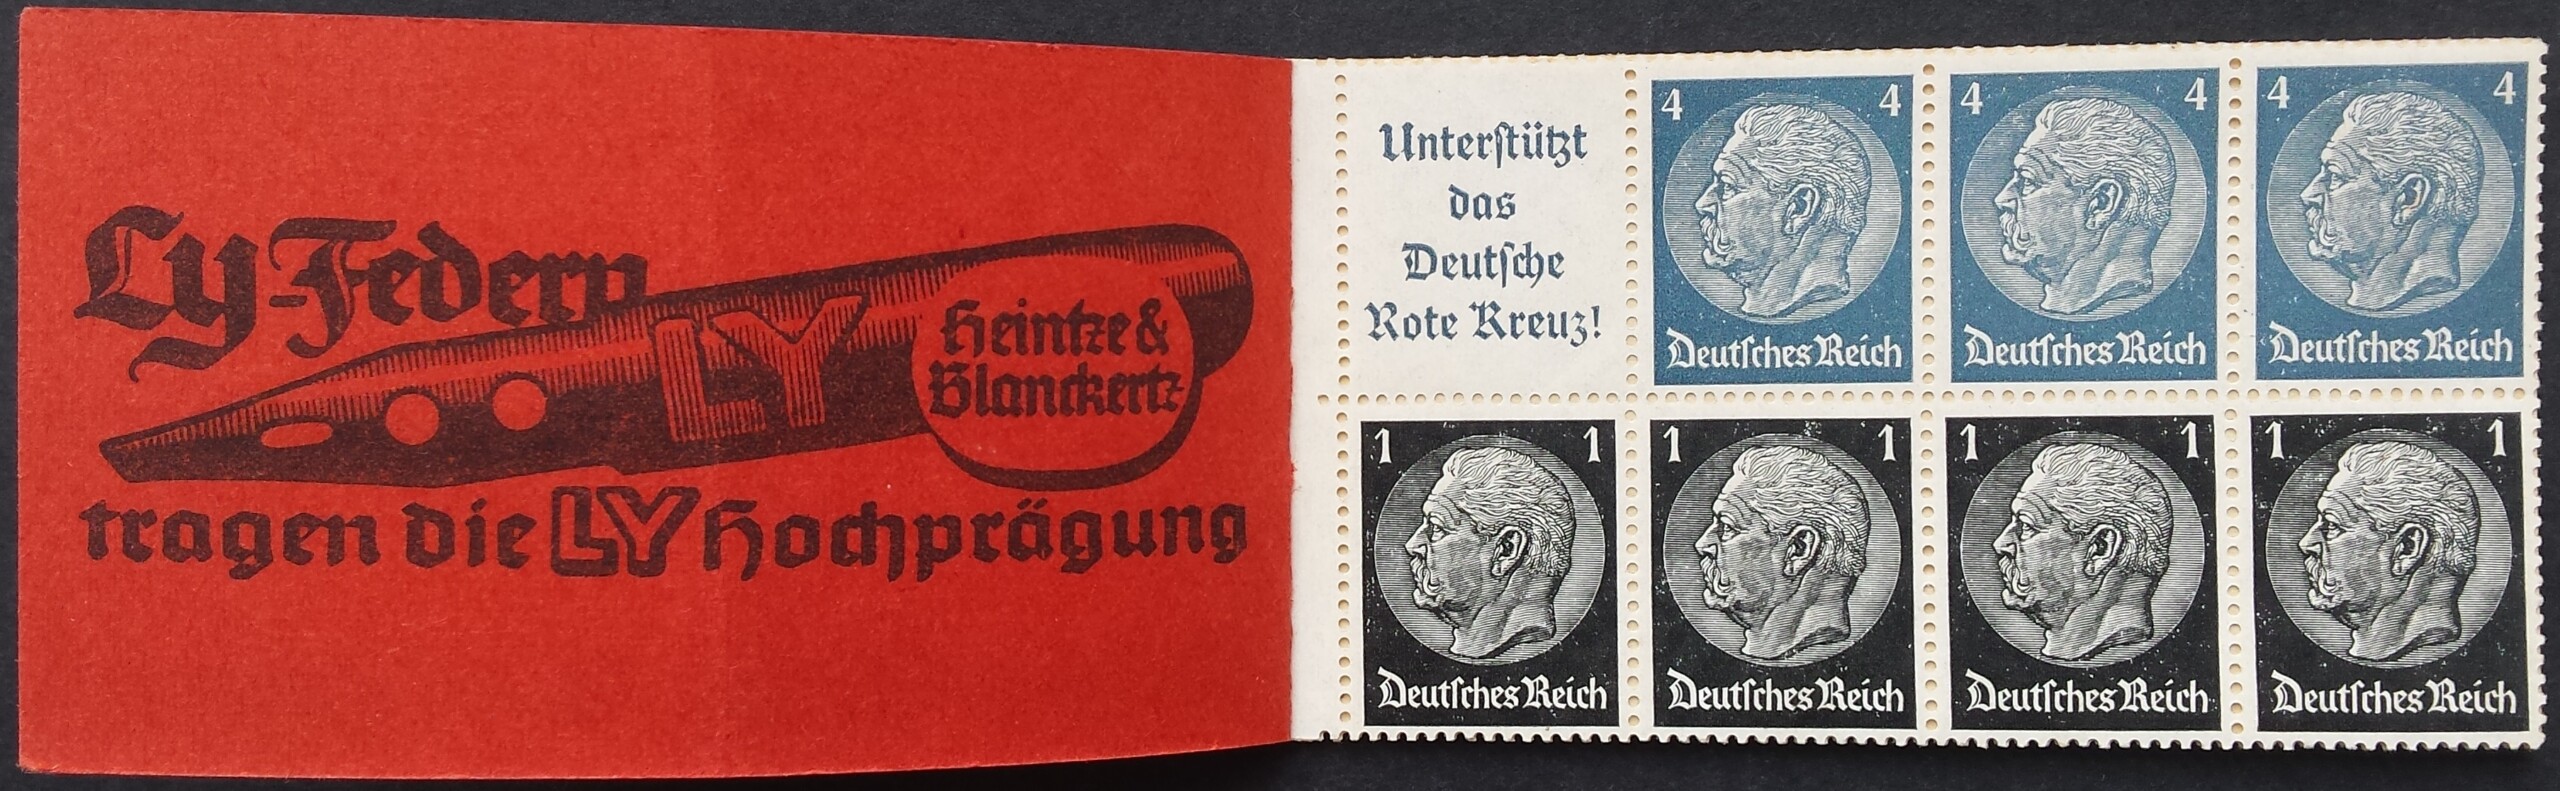 Ly-Federn
LY
Heintze &
Blanckertz
tragen die LY Hochprägung
Unterſtützt
das
Deutſche
Rote Kreuz!
4 4
Deutſches Reich
4 4
Deutſches Reich
4 4
Deutſches Reich
1 1
Deutſches Reich
1 1
Deutſches Reich
1 1
Deutſches Reich
1 1
Deutſches Reich